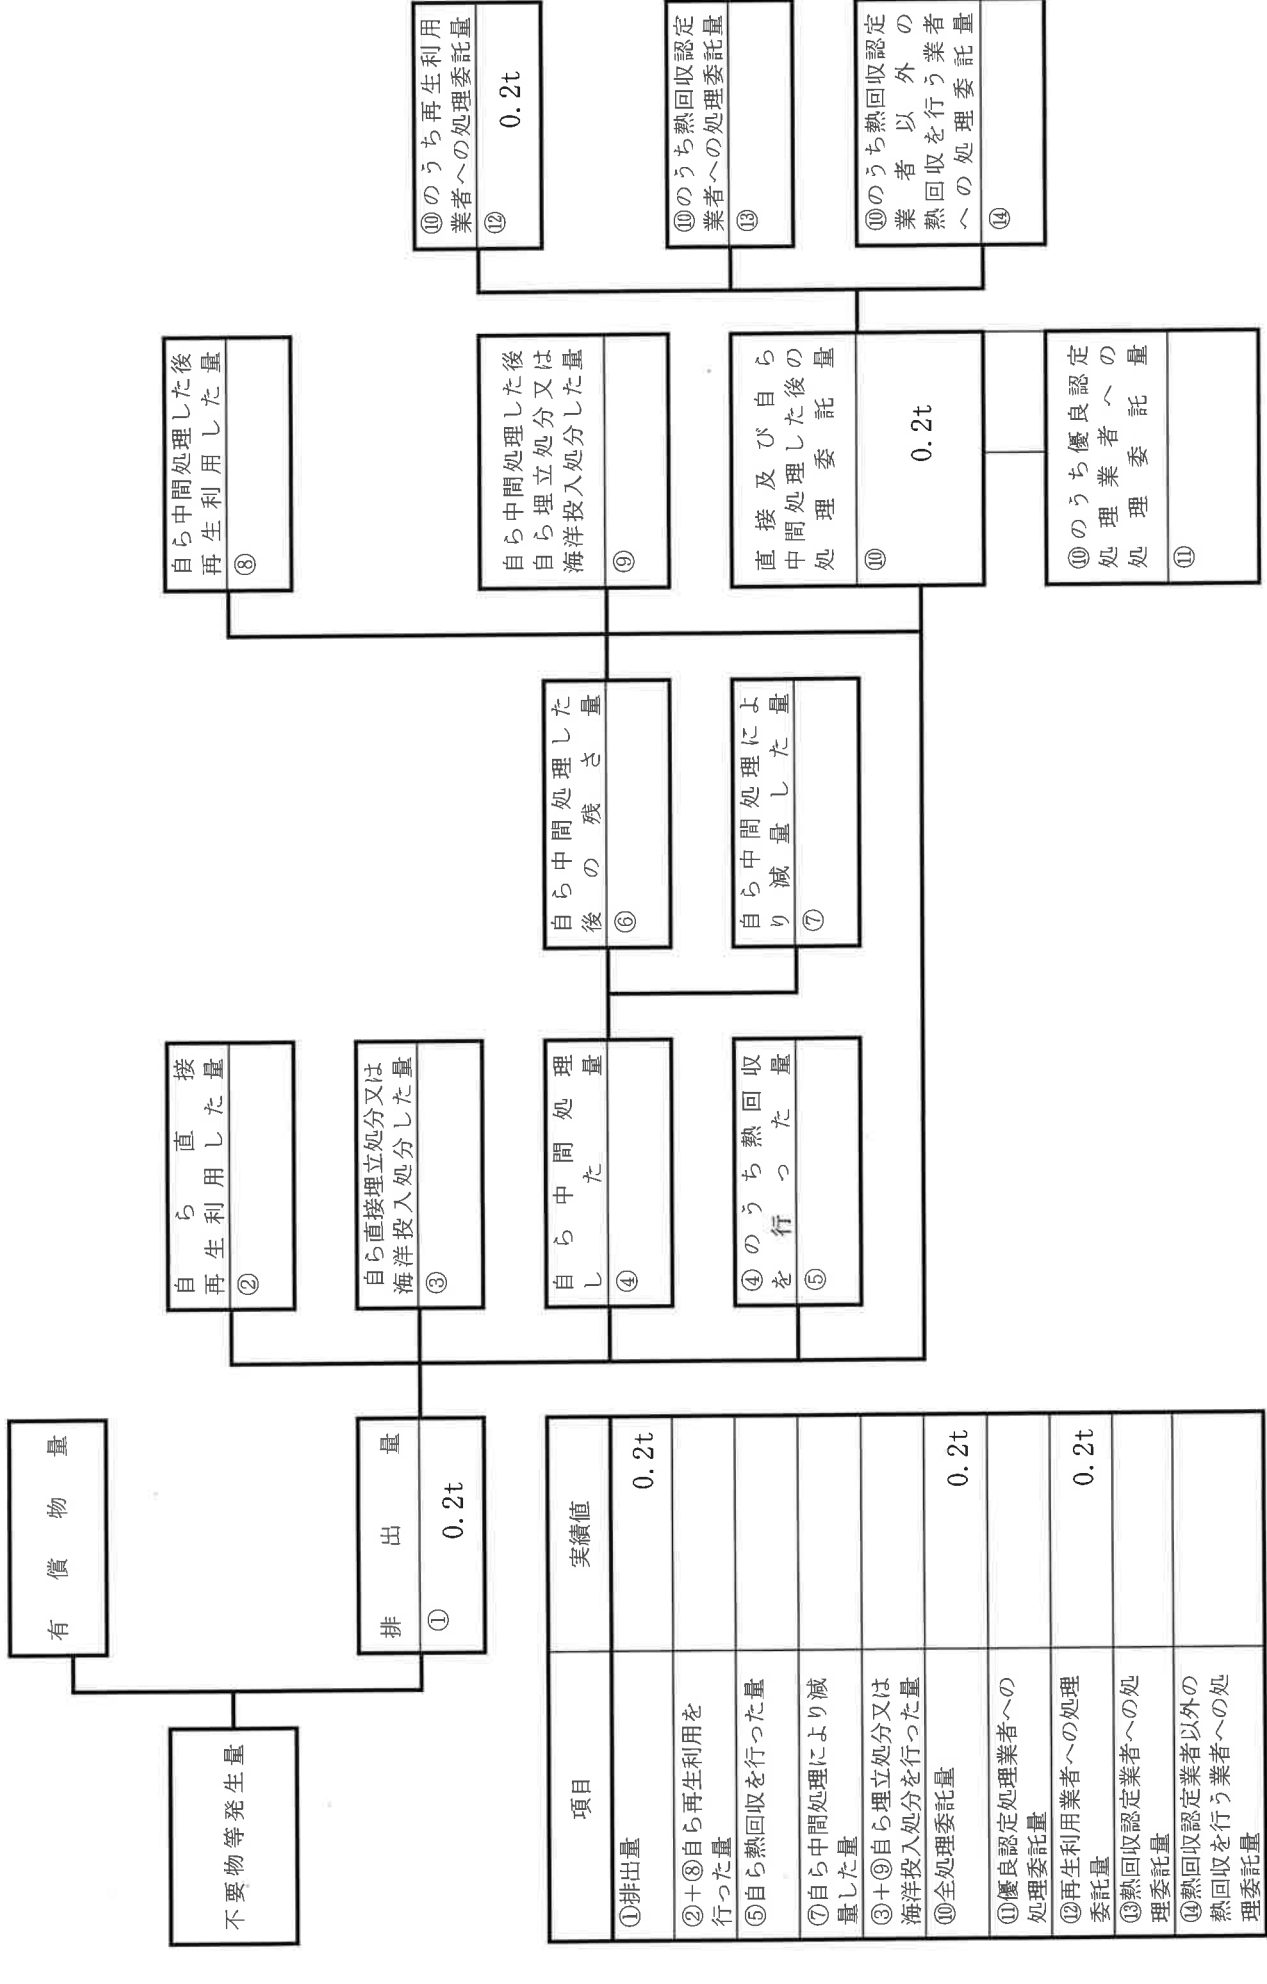 有償物量
不要物等発生量
排出量
① 0.2t
自ら直接
再生利用した量
②
自ら直接埋立処分又は
海洋投入処分した量
③
自ら中間処理
した量
④
④のうち熱回収
を行った量
⑤
自ら中間処理した
後の残さ量
⑥
自ら中間処理によ
り減量した量
⑦
自ら中間処理した後
再生利用した量
⑧
自ら中間処理した後
自ら埋立処分又は
海洋投入処分した量
⑨
直接及び自ら
中間処理した後の
処理委託量
⑩ 0.2t
⑩のうち優良認定
処理業者への
処理委託量
⑪
⑩のうち再生利用
業者への処理委託量
⑫ 0.2t
⑩のうち熱回収認定
業者への処理委託量
⑬
⑩のうち熱回収認定
業者以外の
熱回収を行う業者
への処理委託量
⑭
項目 実績値
①排出量 0.2t
②+⑧自ら再生利用を
行った量
⑤自ら熱回収を行った量
⑦自ら中間処理により減
量した量
③+⑨自ら埋立処分又は
海洋投入処分を行った量
⑩全処理委託量 0.2t
⑪優良認定処理業者への
処理委託量
⑫再生利用業者への処理
委託量 0.2t
⑬熱回収認定業者への処
理委託量
⑭熱回収認定業者以外の
熱回収を行う業者への処
理委託量